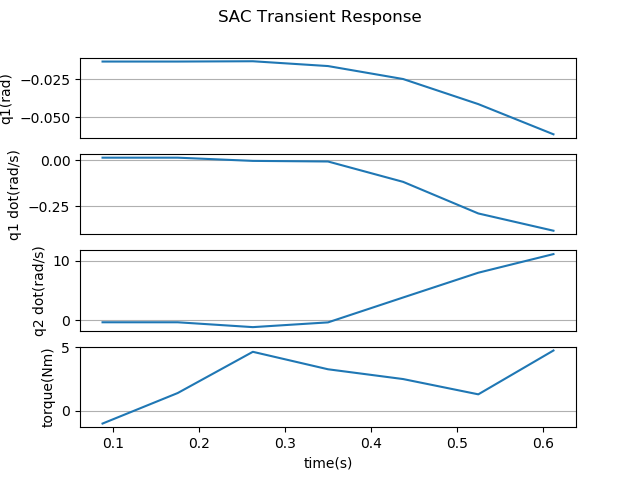 SAC Transient Response
q1(rad)
−0.025
−0.050
q1 dot(rad/s)
0.00
−0.25
q2 dot(rad/s)
10
0
torque(Nm)
5
0
0.1 0.2 0.3 0.4 0.5 0.6
time(s)